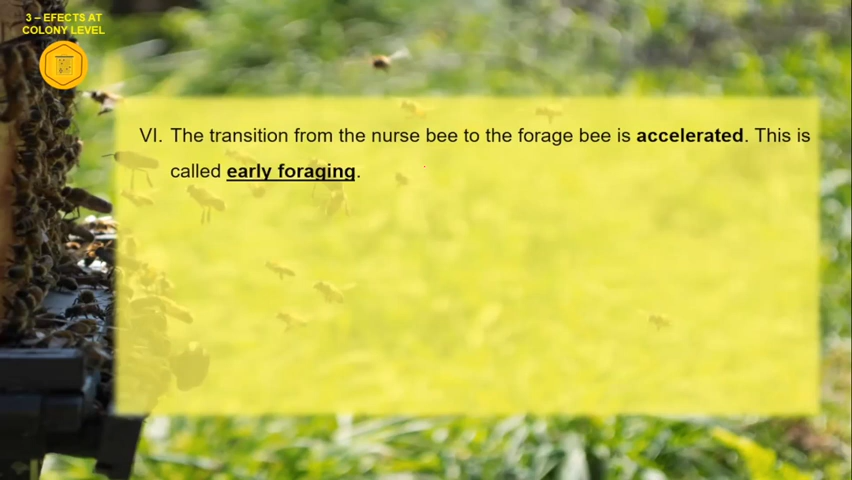 3 – EFECTS AT
COLONY LEVEL
VI. The transition from the nurse bee to the forage bee is accelerated. This is
called early foraging.